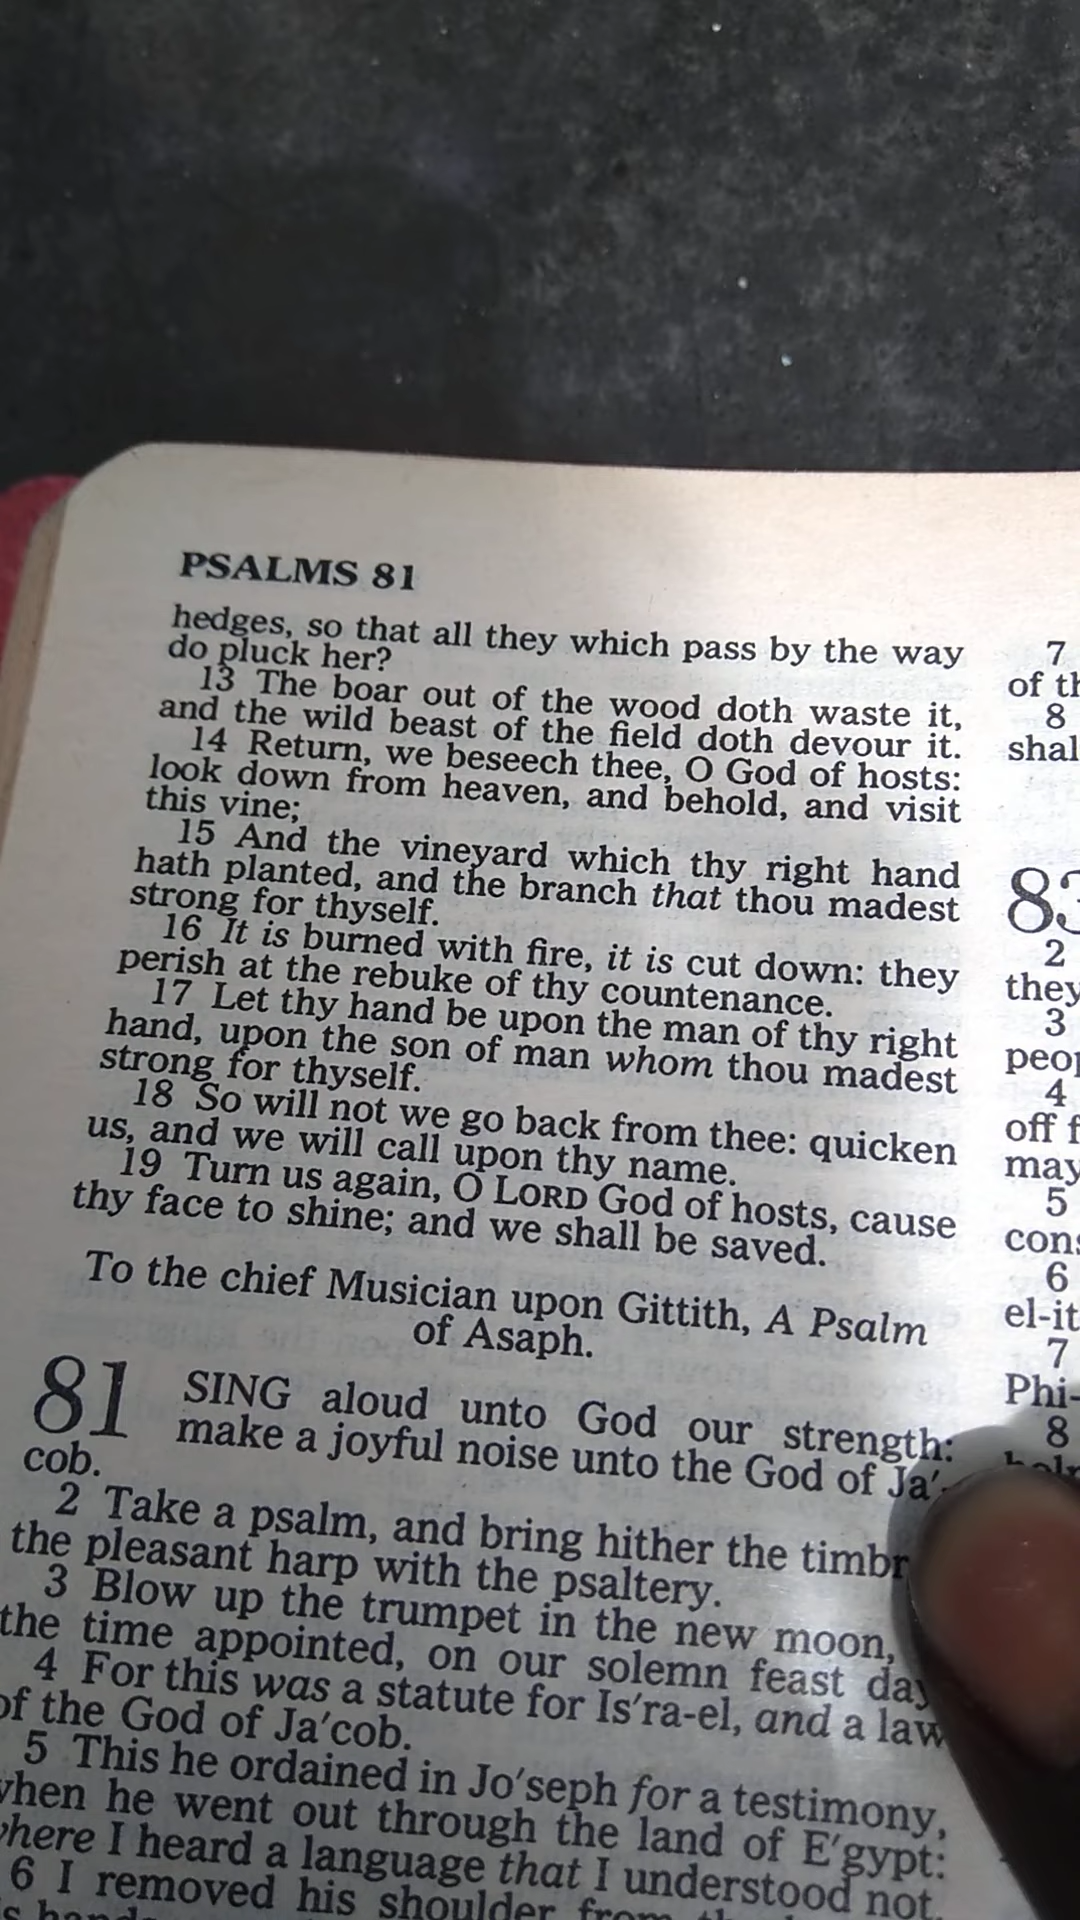 PSALMS 81
hedges, so that all they which pass by the way
do pluck her?
13 The boar out of the wood doth waste it,
and the wild beast of the field doth devour it.
14 Return, we beseech thee, O God of hosts:
look down from heaven, and behold, and visit
this vine;
15 And the vineyard which thy right hand
hath planted, and the branch that thou madest
strong for thyself.
16 It is burned with fire, it is cut down: they
perish at the rebuke of thy countenance.
17 Let thy hand be upon the man of thy right
hand, upon the son of man whom thou madest
strong for thyself.
18 So will not we go back from thee: quicken
us, and we will call upon thy name.
19 Turn us again, O LORD God of hosts, cause
thy face to shine; and we shall be saved.
To the chief Musician upon Gittith, A Psalm
of Asaph.
81 SING aloud unto God our strength:
make a joyful noise unto the God of Ja′-
cob.
2 Take a psalm, and bring hither the timbr
the pleasant harp with the psaltery.
3 Blow up the trumpet in the new moon,
the time appointed, on our solemn feast day
4 For this was a statute for Is′ra-el, and a law
of the God of Ja′cob.
5 This he ordained in Jo′seph for a testimony,
when he went out through the land of E′gypt:
where I heard a language that I understood not.
6 I removed his shoulder from
7
of th
8
shal
83
2
they
3
peop
4
off f
may
5
cons
6
el-it
7
Phi-
8